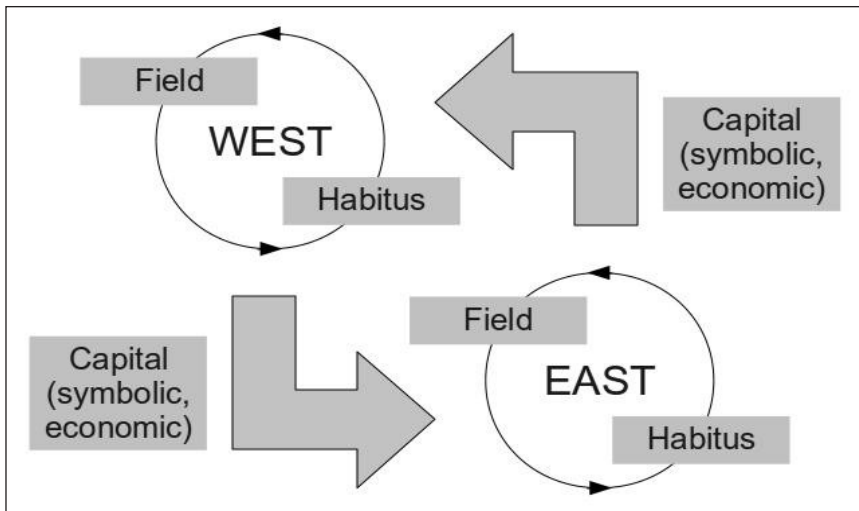 Field
WEST
Habitus
Capital
(symbolic,
economic)
Capital
(symbolic,
economic)
Field
EAST
Habitus